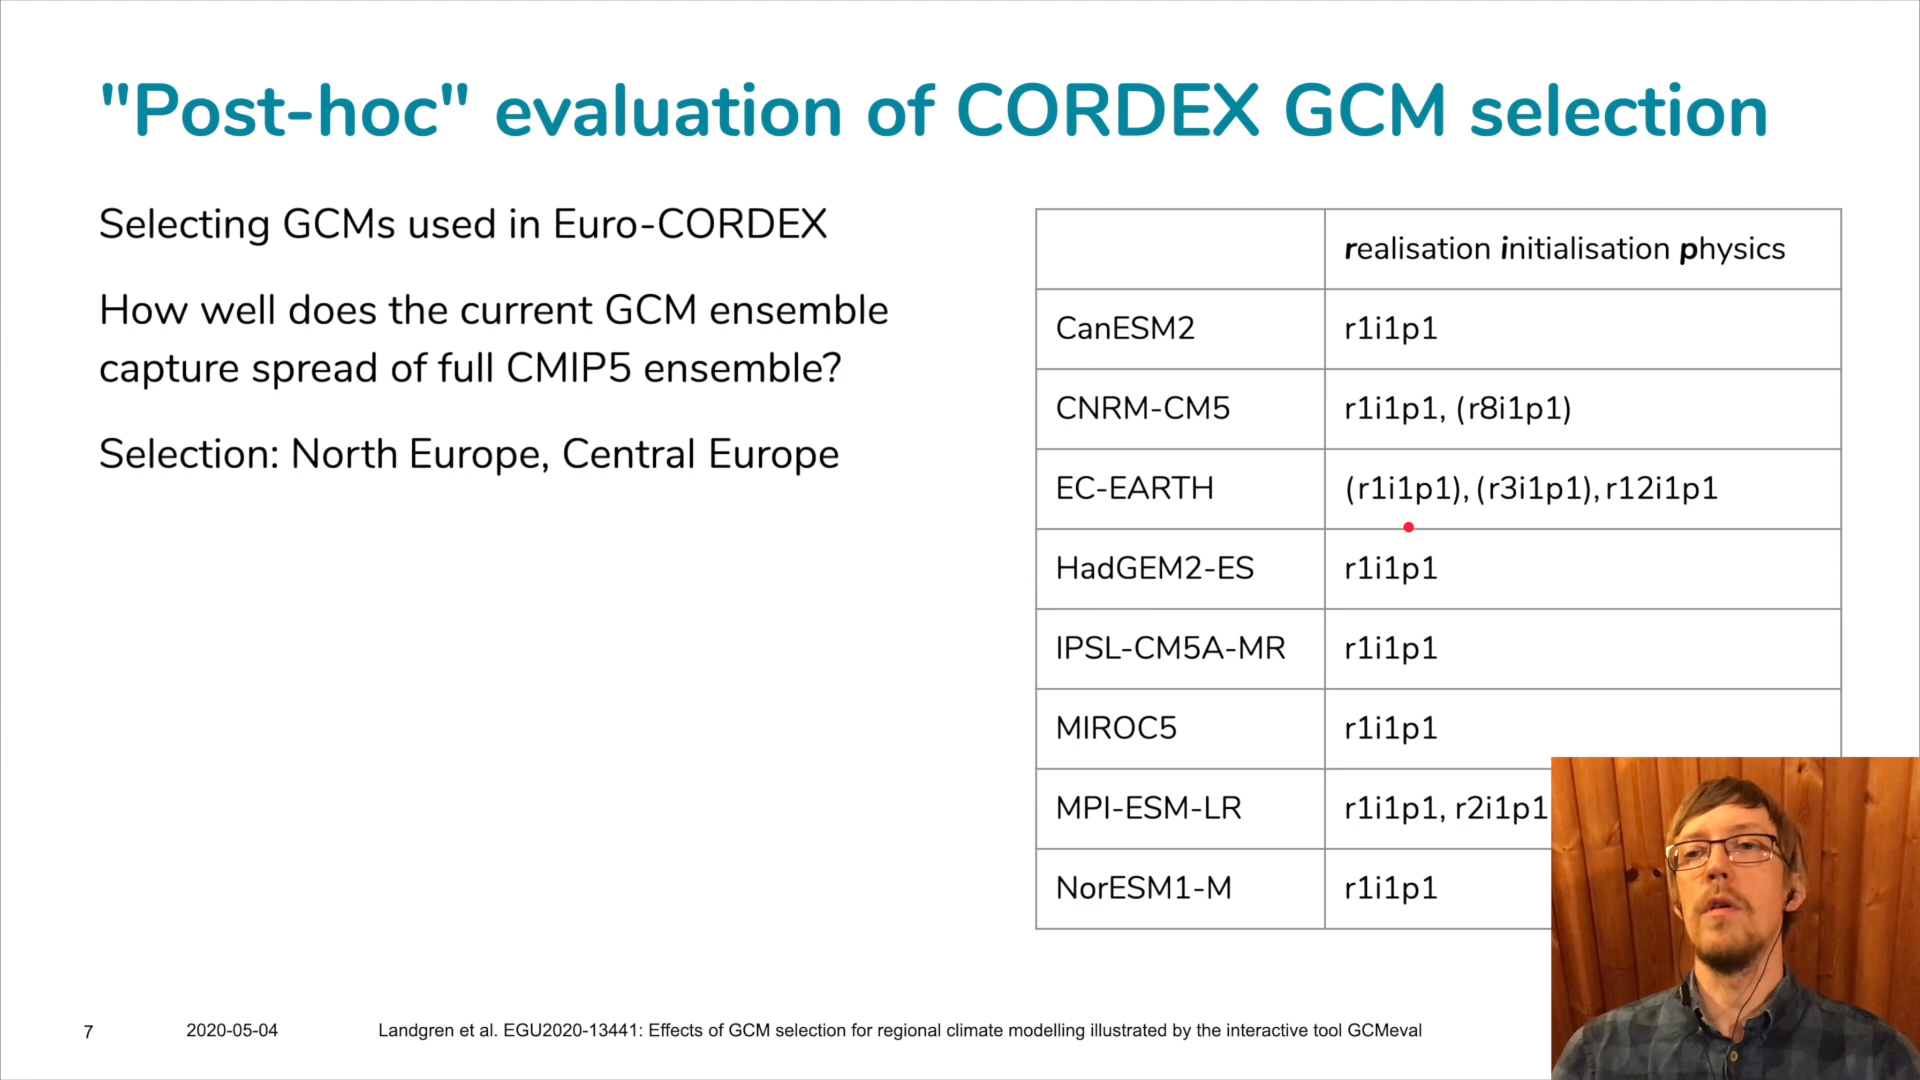 "Post-hoc" evaluation of CORDEX GCM selection
Selecting GCMs used in Euro-CORDEX
How well does the current GCM ensemble
capture spread of full CMIP5 ensemble?
Selection: North Europe, Central Europe
realisation initialisation physics
CanESM2 r1i1p1
CNRM-CM5 r1i1p1, (r8i1p1)
EC-EARTH (r1i1p1), (r3i1p1), r12i1p1
HadGEM2-ES r1i1p1
IPSL-CM5A-MR r1i1p1
MIROC5 r1i1p1
MPI-ESM-LR r1i1p1, r2i1p1
NorESM1-M r1i1p1
7 2020-05-04 Landgren et al. EGU2020-13441: Effects of GCM selection for regional climate modelling illustrated by the interactive tool GCMeval